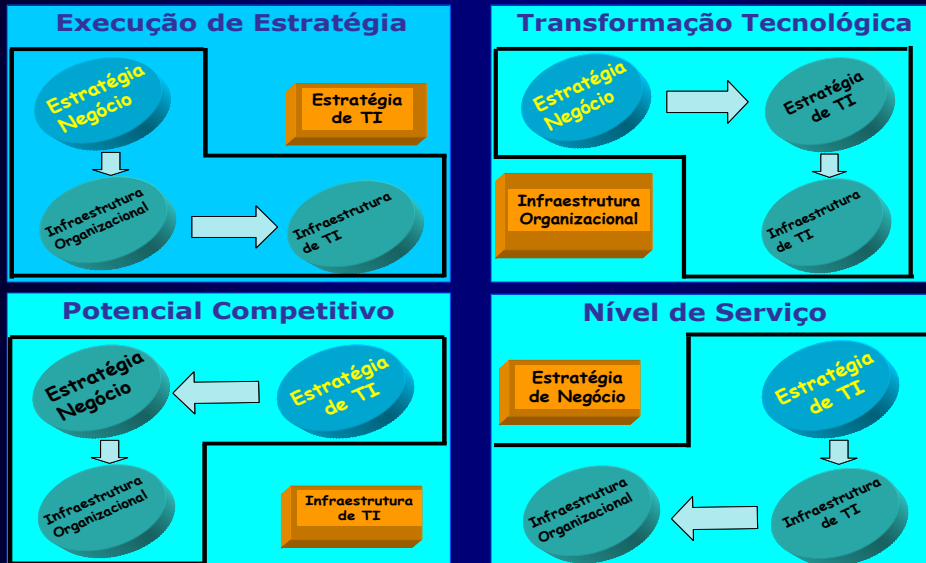 Execução de Estratégia
Estratégia
Negócio
Estratégia
de TI
Infraestrutura
Organizacional
Infraestrutura
de TI
Transformação Tecnológica
Estratégia
Negócio
Estratégia
de TI
Infraestrutura
Organizacional
Infraestrutura
de TI
Potencial Competitivo
Estratégia
Negócio
Estratégia
de TI
Infraestrutura
Organizacional
Infraestrutura
de TI
Nível de Serviço
Estratégia
de Negócio
Estratégia
de TI
Infraestrutura
Organizacional
Infraestrutura
de TI